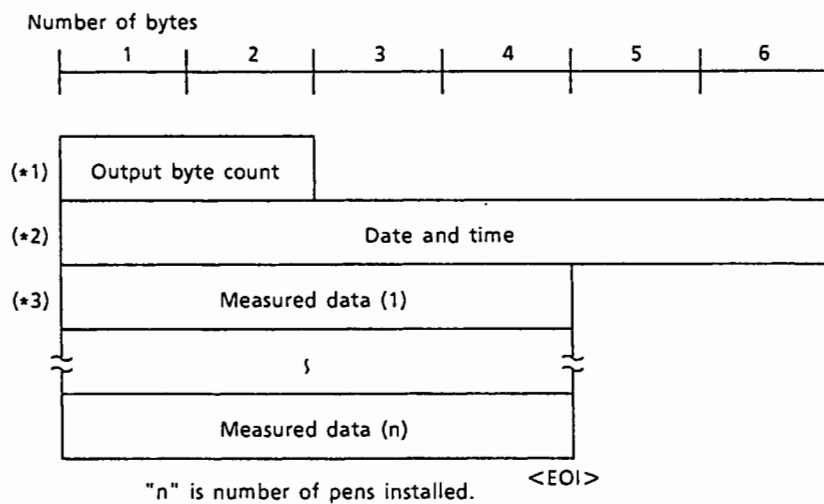 Number of bytes
1 2 3 4 5 6
(*1) Output byte count
(*2) Date and time
(*3) Measured data (1)
Measured data (n)
<EOI>
"n" is number of pens installed.